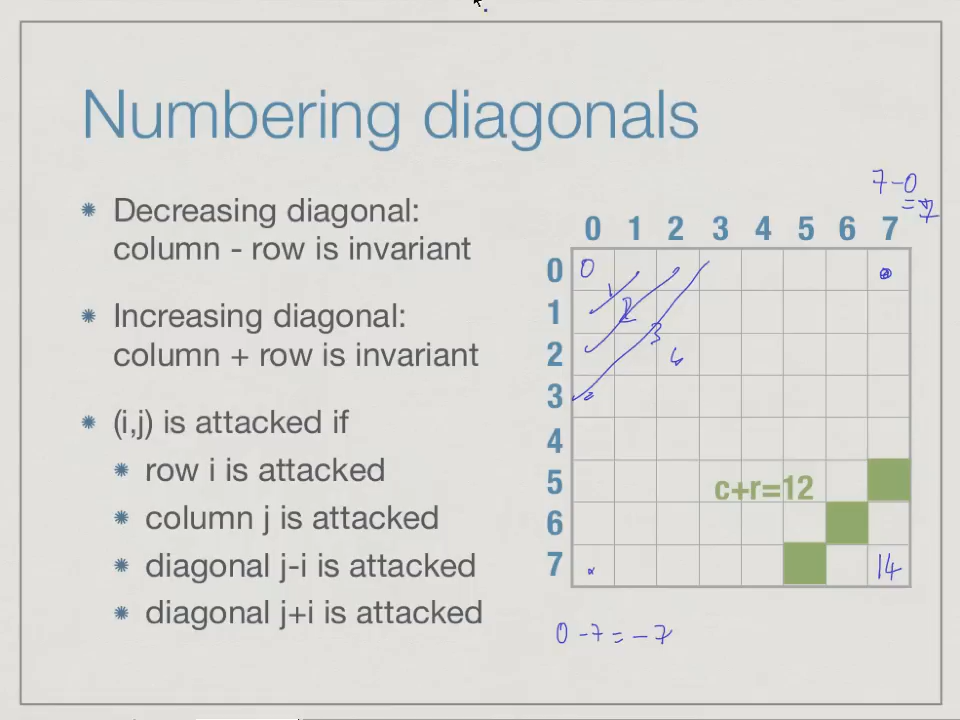 Numbering diagonals
Decreasing diagonal:
column - row is invariant
Increasing diagonal:
column + row is invariant
(i,j) is attacked if
row i is attacked
column j is attacked
diagonal j-i is attacked
diagonal j+i is attacked
7-0
=7
0 1 2 3 4 5 6 7
0 0
1 1 2
2 3 4
3
4
5 c+r=12
6
7 14
0-7=-7